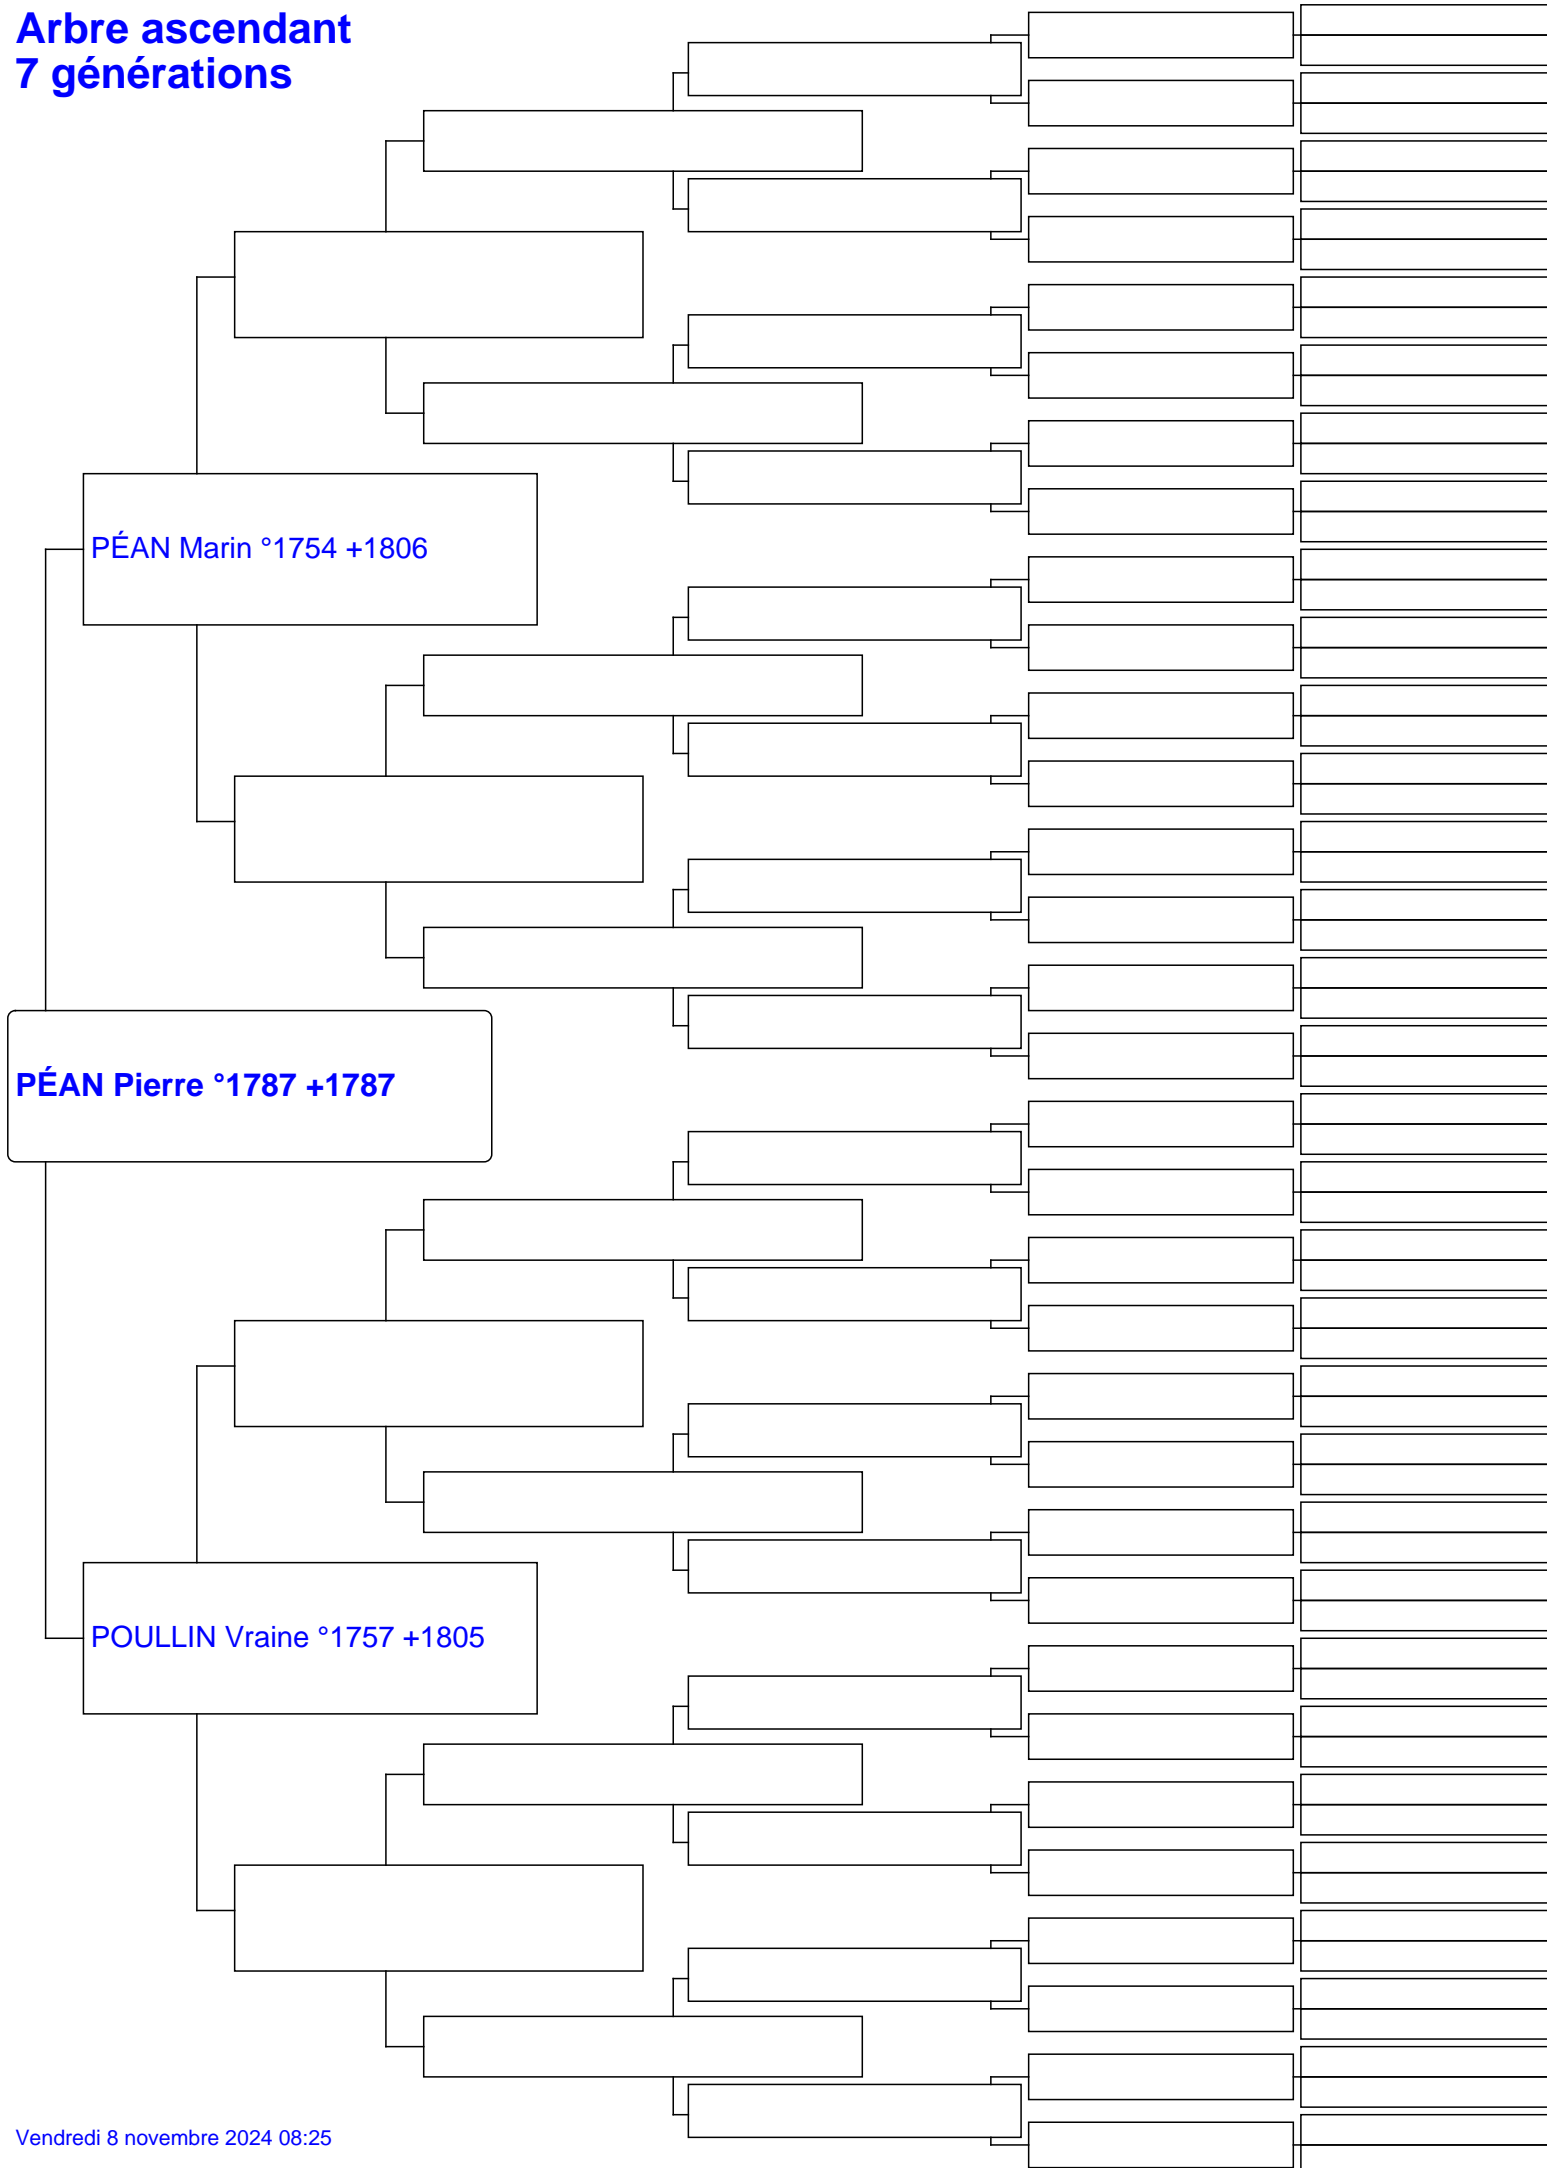 Arbre ascendant
7 générations
PÉAN Marin °1754 +1806
PÉAN Pierre °1787 +1787
POULLIN Vraine °1757 +1805
Vendredi 8 novembre 2024 08:25